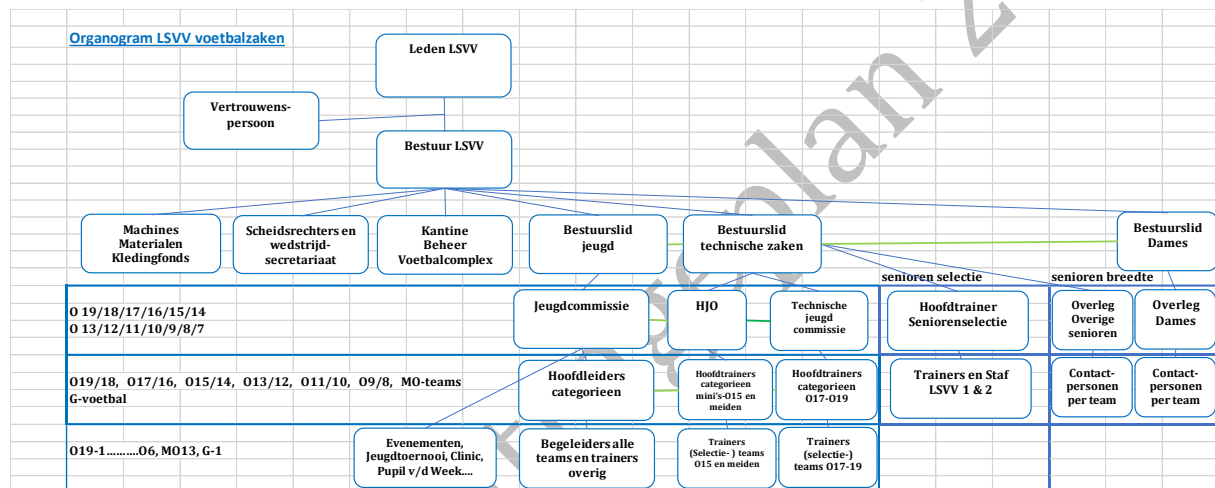 Organogram LSVV voetbalzaken
Leden LSVV
Vertrouwens-
persoon
Bestuur LSVV
Machines
Materialen
Kledingfonds
Scheidsrechters en
wedstrijd-
secretariaat
Kantine
Beheer
Voetbalcomplex
Bestuurslid
jeugd
Bestuurslid
technische zaken
Bestuurslid
Dames
senioren selectie
senioren breedte
O 19/18/17/16/15/14
O 13/12/11/10/9/8/7
Jeugdcommissie
HJO
Technische
jeugd
commissie
Hoofdtrainer
Seniorenselectie
Overleg
Overige
senioren
Overleg
Dames
O19/18, O17/16, O15/14, O13/12, O11/10, O9/8, MO-teams
G-voetbal
Hoofdleiders
categorieen
Hoofdtrainers
categorieen
mini's-O15 en
meiden
Hoofdtrainers
categorieen
O17-O19
Trainers en Staf
LSVV 1 & 2
Contact-
personen
per team
Contact-
personen
per team
O19-1.........O6, MO13, G-1
Evenementen,
Jeugdtoernooi, Clinic,
Pupil v/d Week....
Begeleiders alle
teams en trainers
overig
Trainers
(Selectie- ) teams
O15 en meiden
Trainers
(selectie-)
teams O17-19